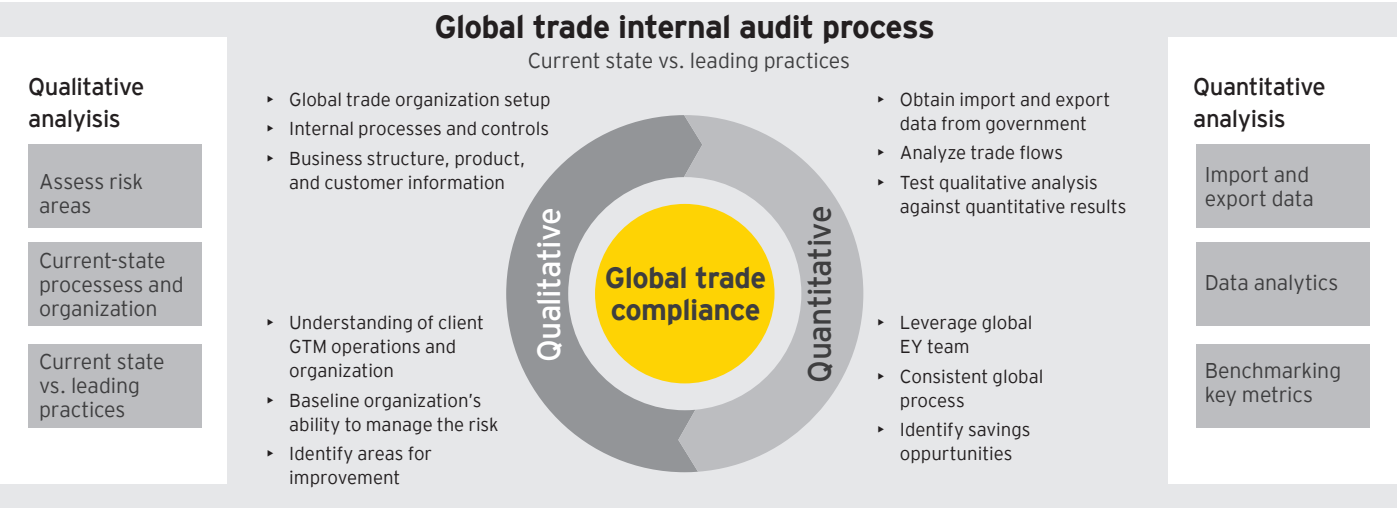 Global trade internal audit process
Current state vs. leading practices
Qualitative
analyisis
Assess risk
areas
Current-state
processess and
organization
Current state
vs. leading
practices
‣ Global trade organization setup
‣ Internal processes and controls
‣ Business structure, product,
and customer information
‣ Understanding of client
GTM operations and
organization
‣ Baseline organization’s
ability to manage the risk
‣ Identify areas for
improvement
Qualitative
Global trade
compliance
Quantitative
‣ Obtain import and export
data from government
‣ Analyze trade flows
‣ Test qualitative analysis
against quantitative results
‣ Leverage global
EY team
‣ Consistent global
process
‣ Identify savings
oppurtunities
Quantitative
analyisis
Import and
export data
Data analytics
Benchmarking
key metrics